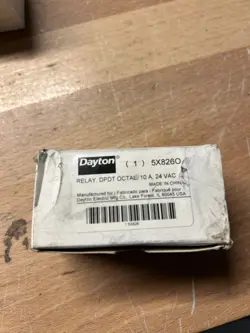 Dayton ( 1 ) 5X826O
RELAY, DPDT OCTAL, 10 A, 24 VAC
MADE IN CHINA
Manufactured for / Fabricado para / Fabriqué pour
Dayton Electric Mfg Co., Lake Forest, IL 60045 USA